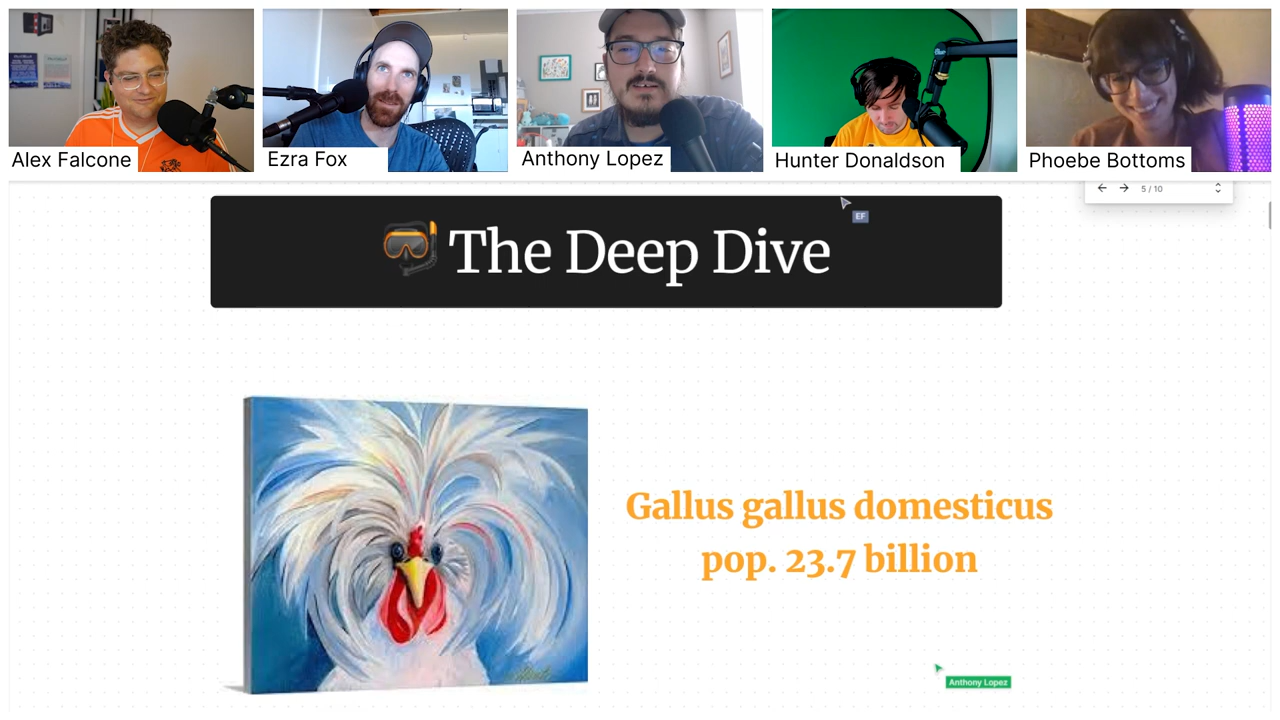 Alex Falcone
Ezra Fox
Anthony Lopez
Hunter Donaldson
Phoebe Bottoms
5 / 10
EF
The Deep Dive
Gallus gallus domesticus
pop. 23.7 billion
Anthony Lopez